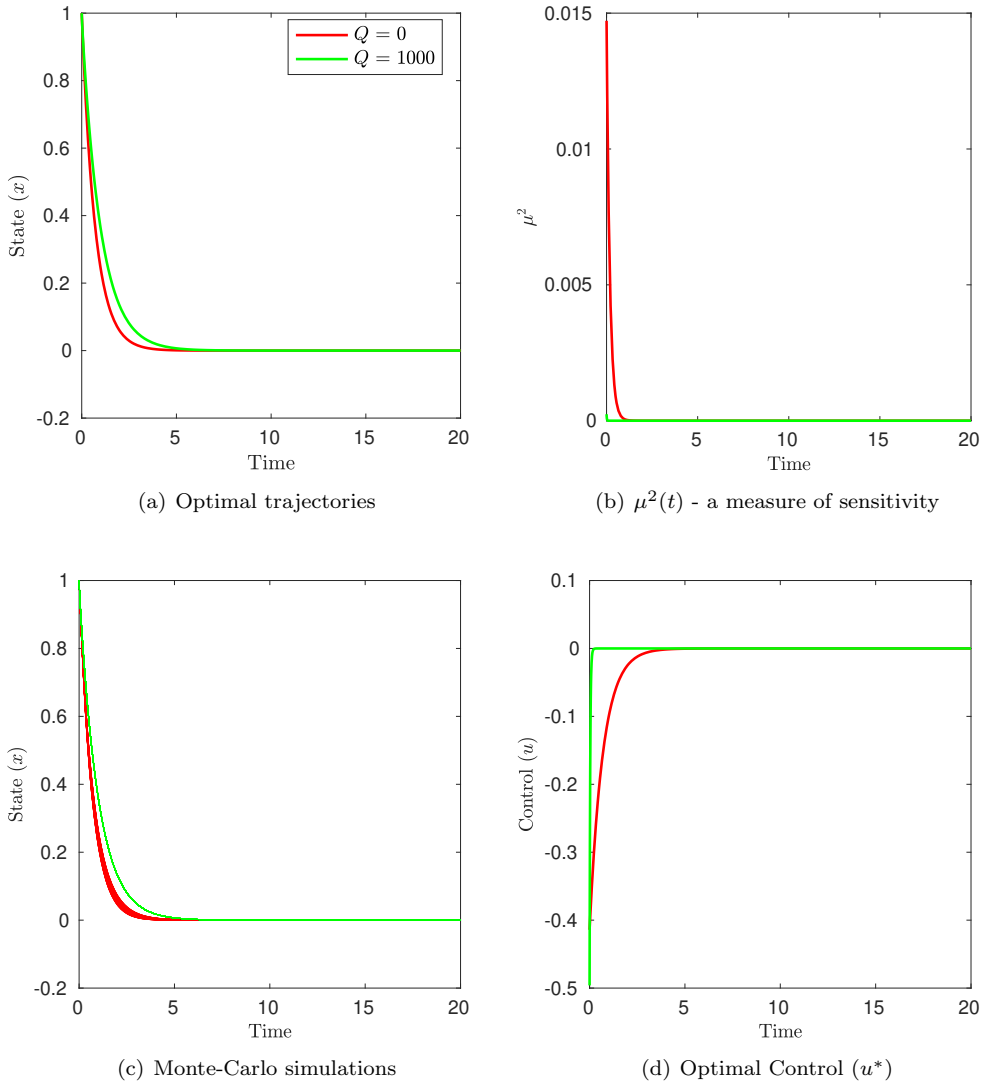 1
0.8
0.6
0.4
0.2
0
-0.2
State (x)
0 5 10 15 20
Time
Q = 0
Q = 1000
(a) Optimal trajectories
0.015
0.01
0.005
0
μ²
0 5 10 15 20
Time
(b) μ²(t) - a measure of sensitivity
1
0.8
0.6
0.4
0.2
0
-0.2
State (x)
0 5 10 15 20
Time
(c) Monte-Carlo simulations
0.1
0
-0.1
-0.2
-0.3
-0.4
-0.5
Control (u)
0 5 10 15 20
Time
(d) Optimal Control (u*)